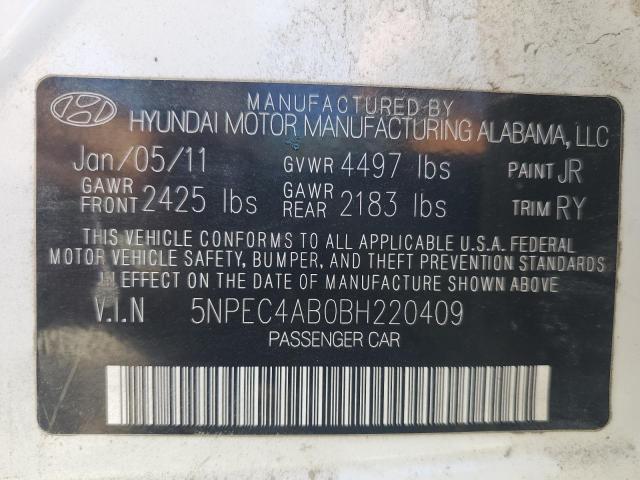 MANUFACTURED BY
HYUNDAI MOTOR MANUFACTURING ALABAMA, LLC
Jan/05/11 GVWR 4497 lbs PAINT JR
GAWR FRONT 2425 lbs GAWR REAR 2183 lbs TRIM RY
THIS VEHICLE CONFORMS TO ALL APPLICABLE U.S.A. FEDERAL
MOTOR VEHICLE SAFETY, BUMPER, AND THEFT PREVENTION STANDARDS
IN EFFECT ON THE DATE OF MANUFACTURE SHOWN ABOVE.
V.I.N 5NPEC4AB0BH220409
PASSENGER CAR